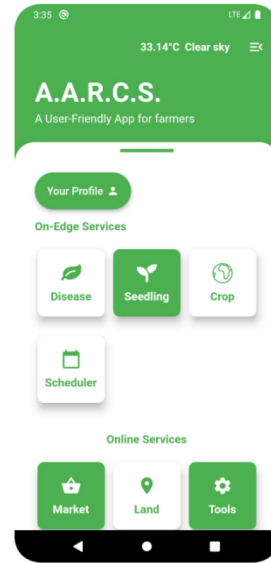 3:35 LTE
33.14°C Clear sky
A.A.R.C.S.
A User-Friendly App for farmers
Your Profile
On-Edge Services
Disease Seedling Crop
Scheduler
Online Services
Market Land Tools